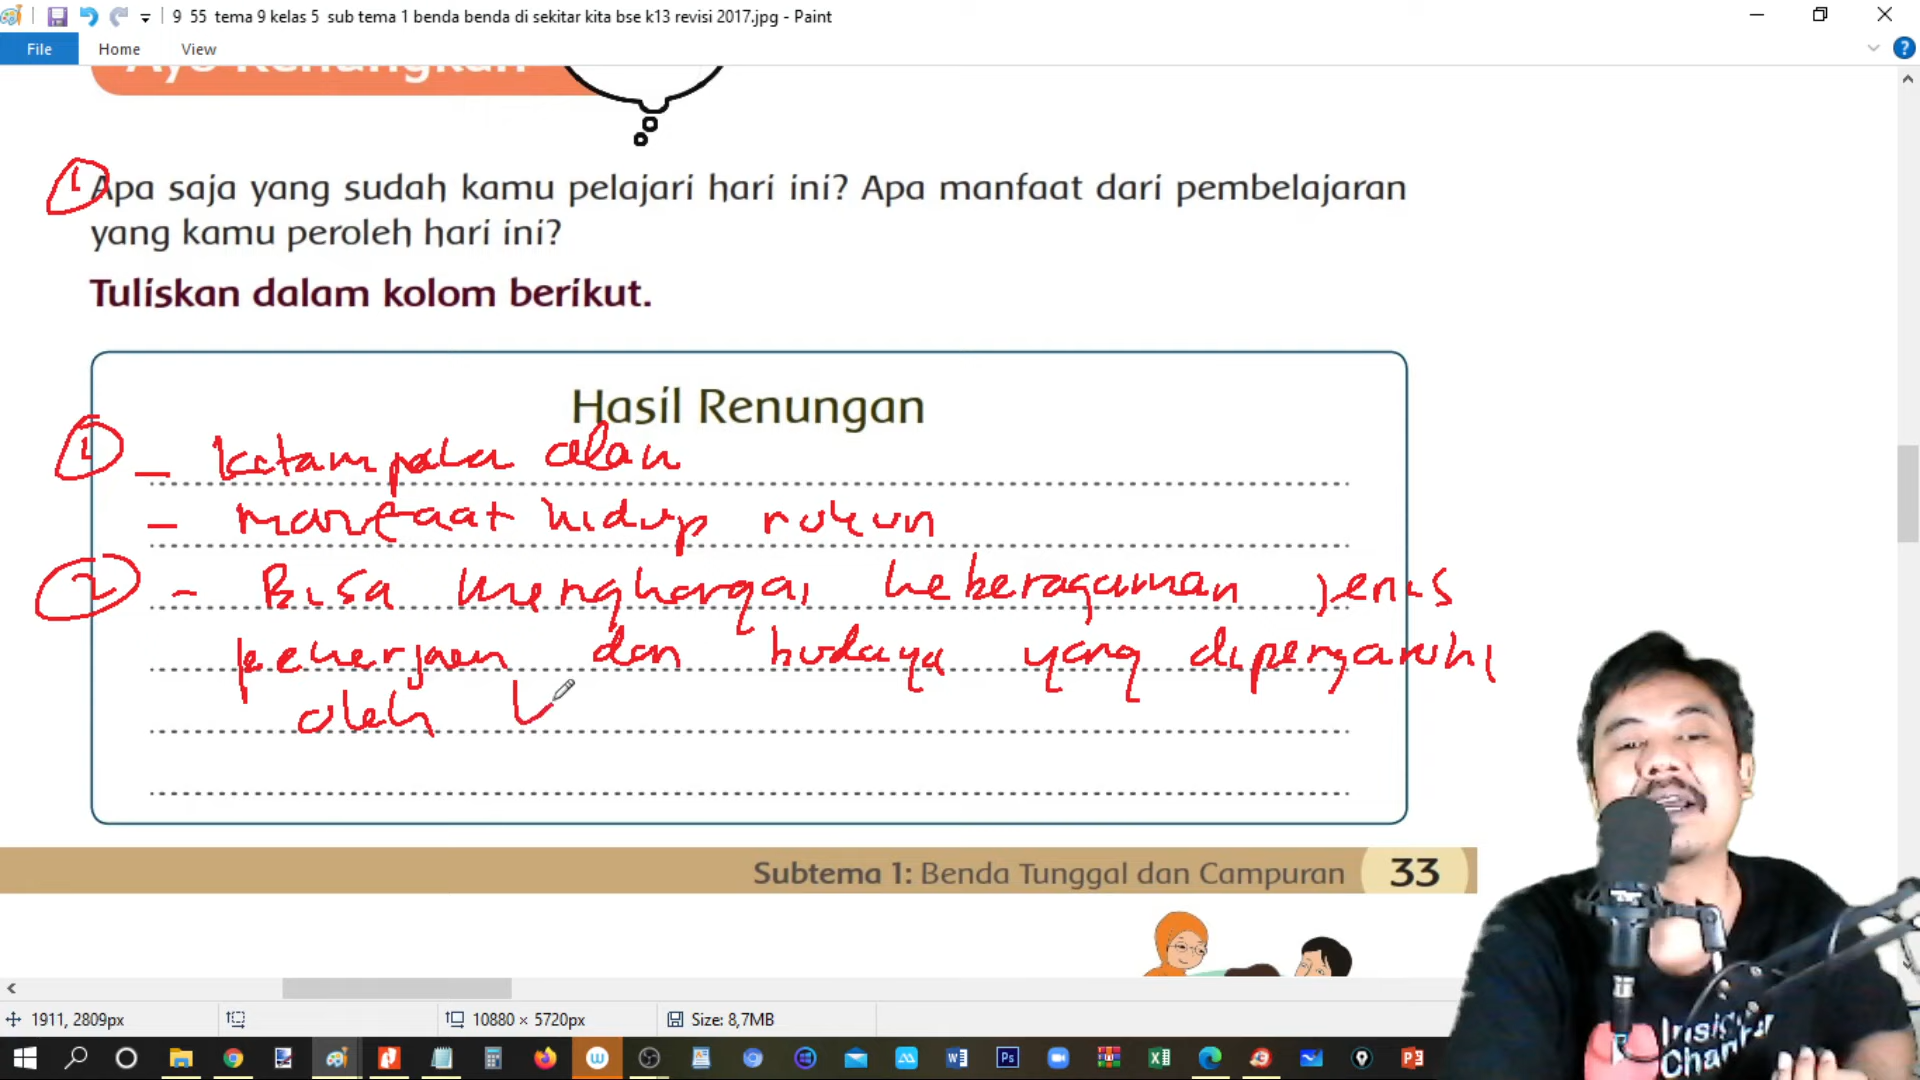 9 55 tema 9 kelas 5 sub tema 1 benda benda di sekitar kita bse k13 revisi 2017.jpg - Paint
File Home View
Ayo Renungkan
1 Apa saja yang sudah kamu pelajari hari ini? Apa manfaat dari pembelajaran
yang kamu peroleh hari ini?
Tuliskan dalam kolom berikut.
Hasil Renungan
1 - alam
- manfaat hidup rukun
2 - Bisa menghargai keberagaman jenis
pekerjaan dan budaya yang dipengaruhi
oleh
Subtema 1: Benda Tunggal dan Campuran 33
1911, 2809px 10880 × 5720px Size: 8,7MB